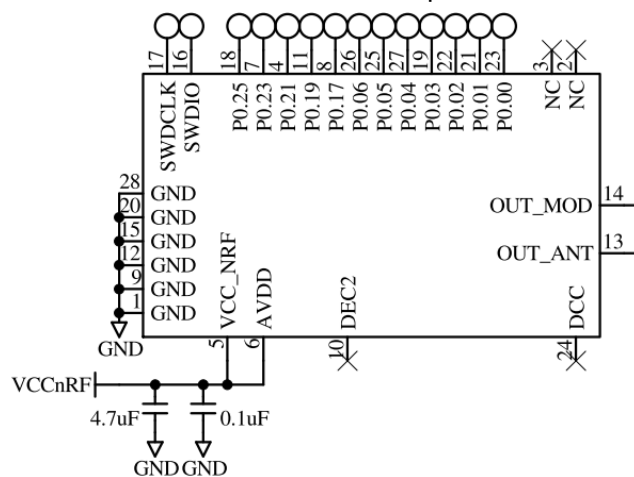 17 16 18 7 4 11 8 26 25 27 19 22 21 23 3 2
SWDCLK
SWDIO
P0.25
P0.23
P0.21
P0.19
P0.17
P0.06
P0.05
P0.04
P0.03
P0.02
P0.01
P0.00
NC
NC
28 GND
20 GND
15 GND
12 GND
9 GND
1 GND
GND
OUT_MOD 14
OUT_ANT 13
VCC_NRF
AVDD
DEC2
DCC
5 6 10 24
VCCnRF
4.7uF 0.1uF
GND GND